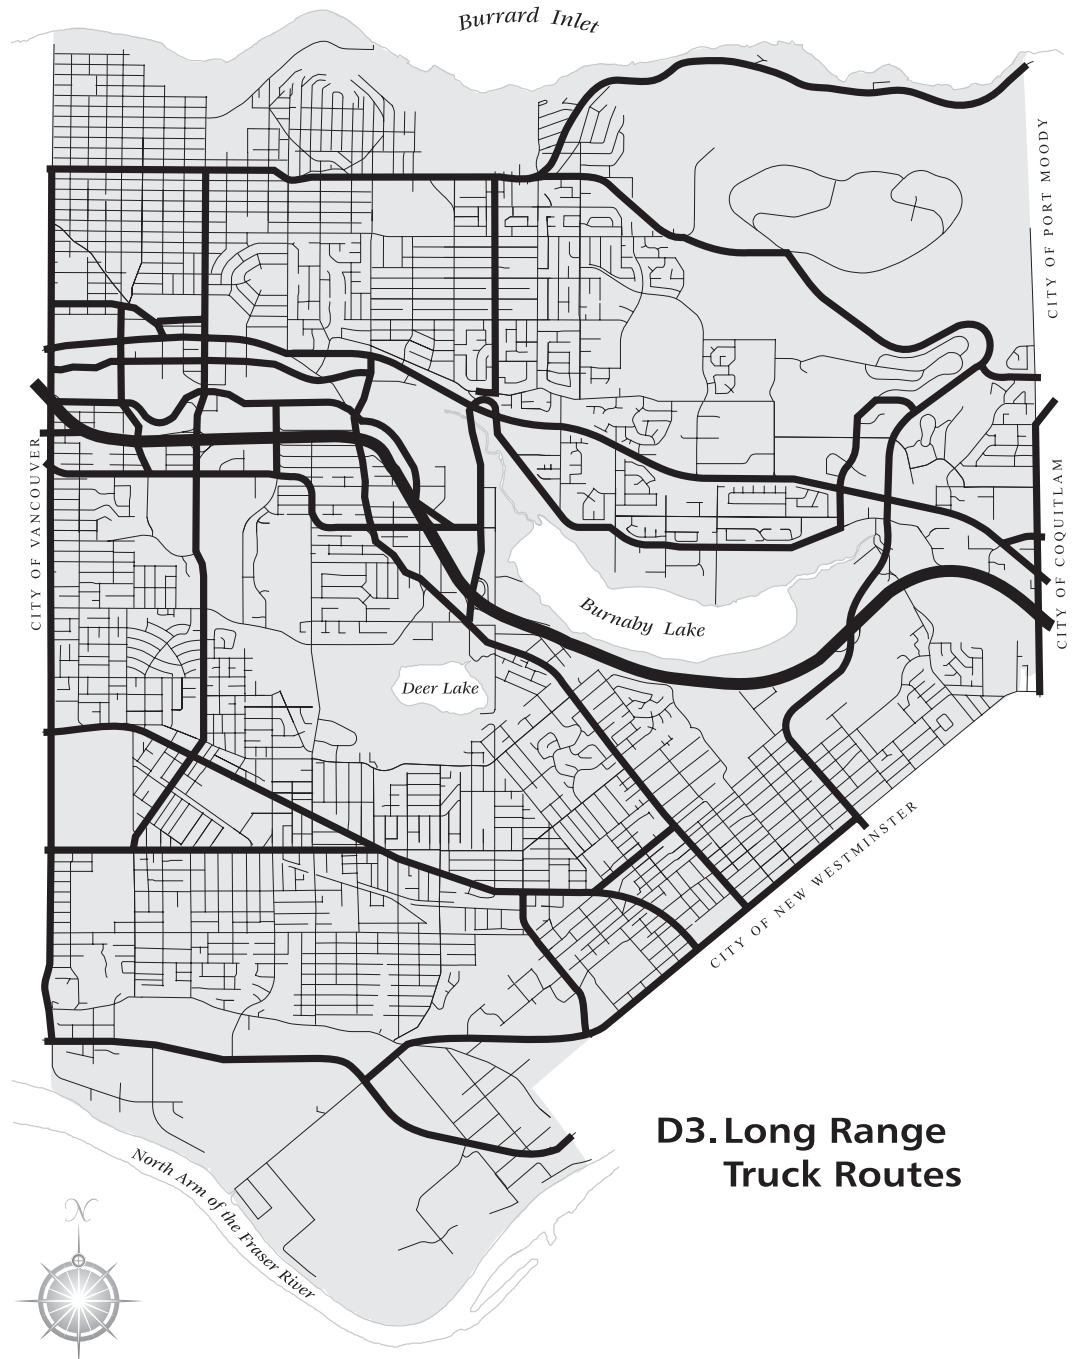 Burrard Inlet
CITY OF PORT MOODY
CITY OF VANCOUVER
CITY OF COQUITLAM
Burnaby Lake
Deer Lake
CITY OF NEW WESTMINSTER
D3. Long Range
Truck Routes
North Arm of the Fraser River
N